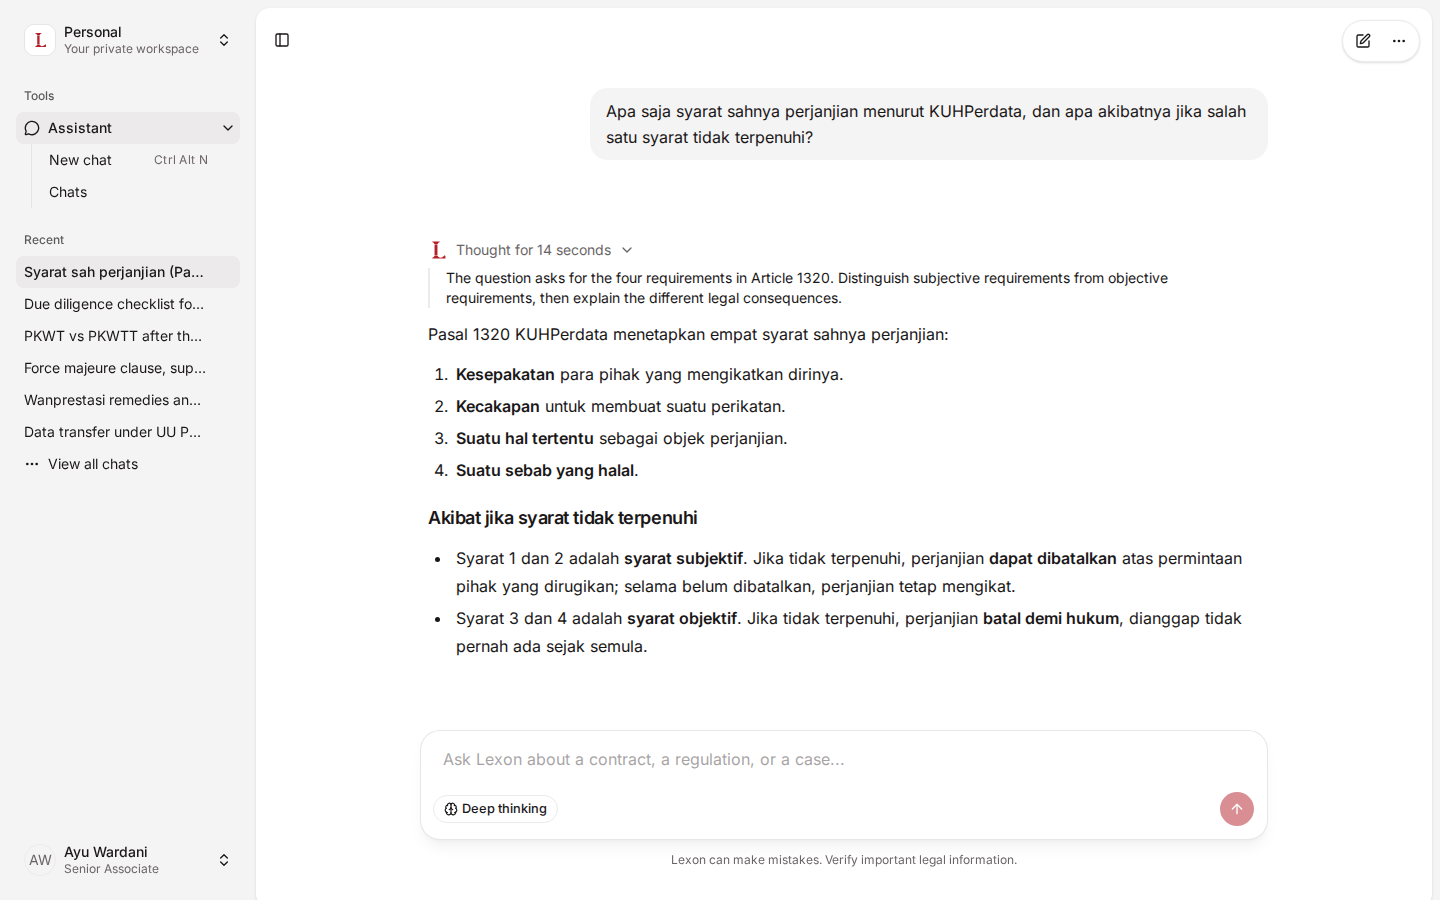 L
Personal
Your private workspace
Tools
Assistant
New chat Ctrl Alt N
Chats
Recent
Syarat sah perjanjian (Pa...
Due diligence checklist fo...
PKWT vs PKWTT after th...
Force majeure clause, sup...
Wanprestasi remedies an...
Data transfer under UU P...
View all chats
AW
Ayu Wardani
Senior Associate
Apa saja syarat sahnya perjanjian menurut KUHPerdata, dan apa akibatnya jika salah
satu syarat tidak terpenuhi?
L Thought for 14 seconds
The question asks for the four requirements in Article 1320. Distinguish subjective requirements from objective
requirements, then explain the different legal consequences.
Pasal 1320 KUHPerdata menetapkan empat syarat sahnya perjanjian:
1. Kesepakatan para pihak yang mengikatkan dirinya.
2. Kecakapan untuk membuat suatu perikatan.
3. Suatu hal tertentu sebagai objek perjanjian.
4. Suatu sebab yang halal.
Akibat jika syarat tidak terpenuhi
• Syarat 1 dan 2 adalah syarat subjektif. Jika tidak terpenuhi, perjanjian dapat dibatalkan atas permintaan
pihak yang dirugikan; selama belum dibatalkan, perjanjian tetap mengikat.
• Syarat 3 dan 4 adalah syarat objektif. Jika tidak terpenuhi, perjanjian batal demi hukum, dianggap tidak
pernah ada sejak semula.
Ask Lexon about a contract, a regulation, or a case...
Deep thinking
Lexon can make mistakes. Verify important legal information.